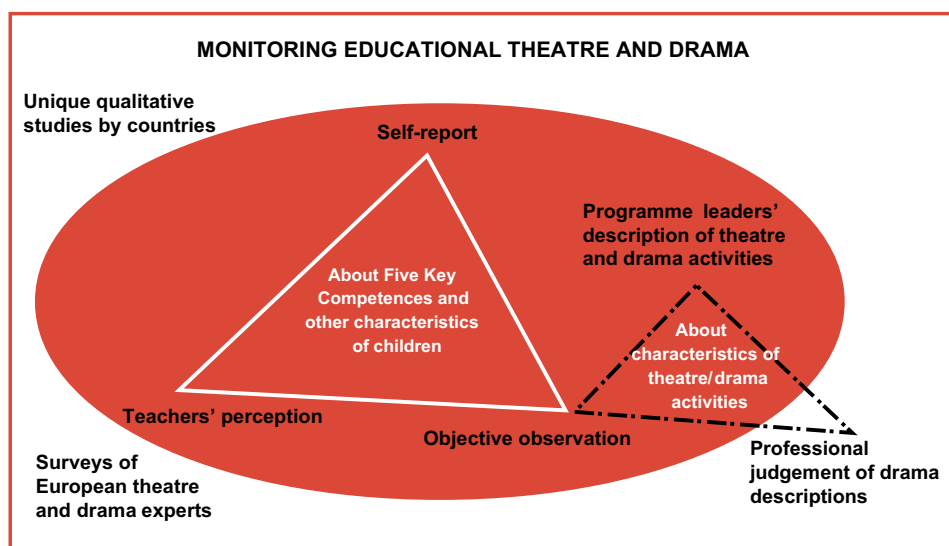 MONITORING EDUCATIONAL THEATRE AND DRAMA
Unique qualitative
studies by countries
Self-report
Programme leaders’
description of theatre
and drama activities
About Five Key
Competences and
other characteristics
of children
About
characteristics of
theatre/drama
activities
Teachers’ perception
Objective observation
Surveys of
European theatre
and drama experts
Professional
judgement of drama
descriptions